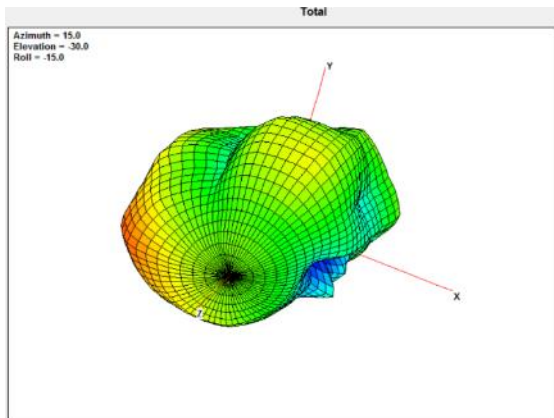 Total
Azimuth = 15.0
Elevation = -30.0
Roll = -15.0
Y
X